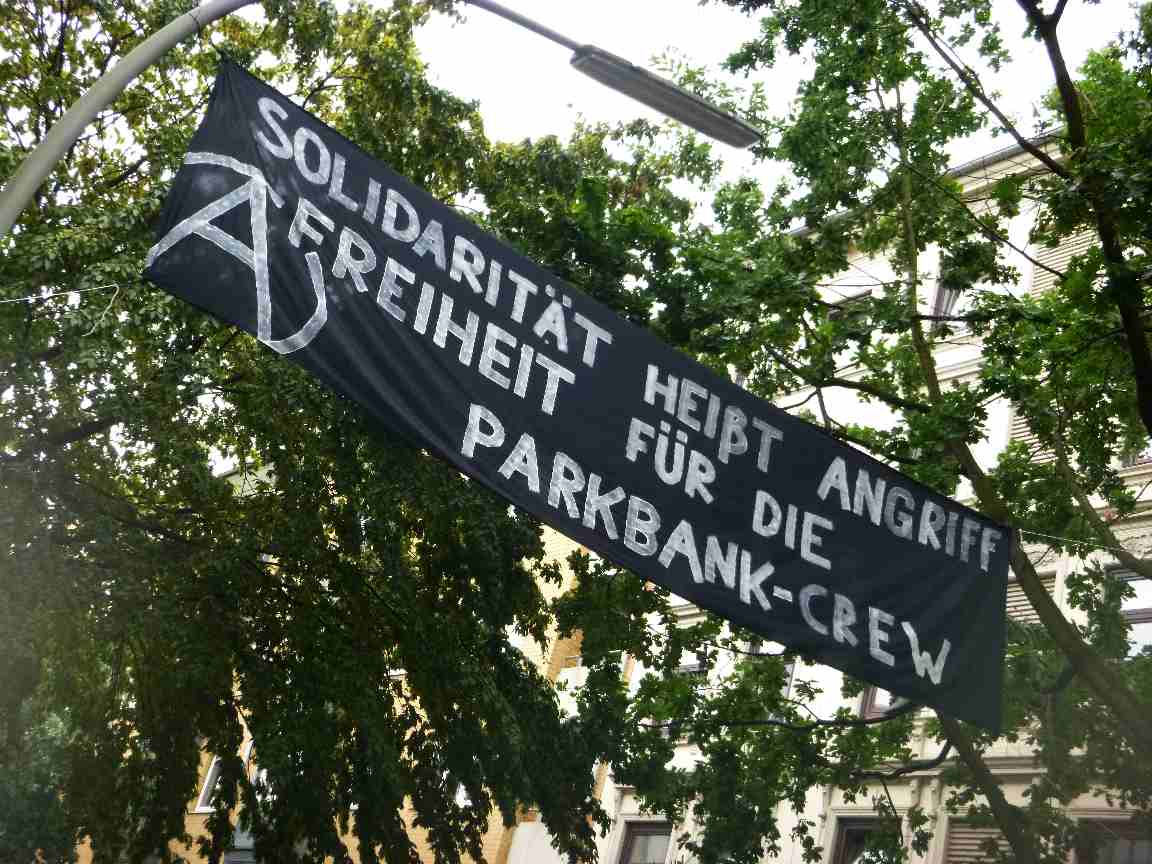 SOLIDARITÄT HEIßT ANGRIFF
FREIHEIT FÜR DIE
PARKBANK-CREW